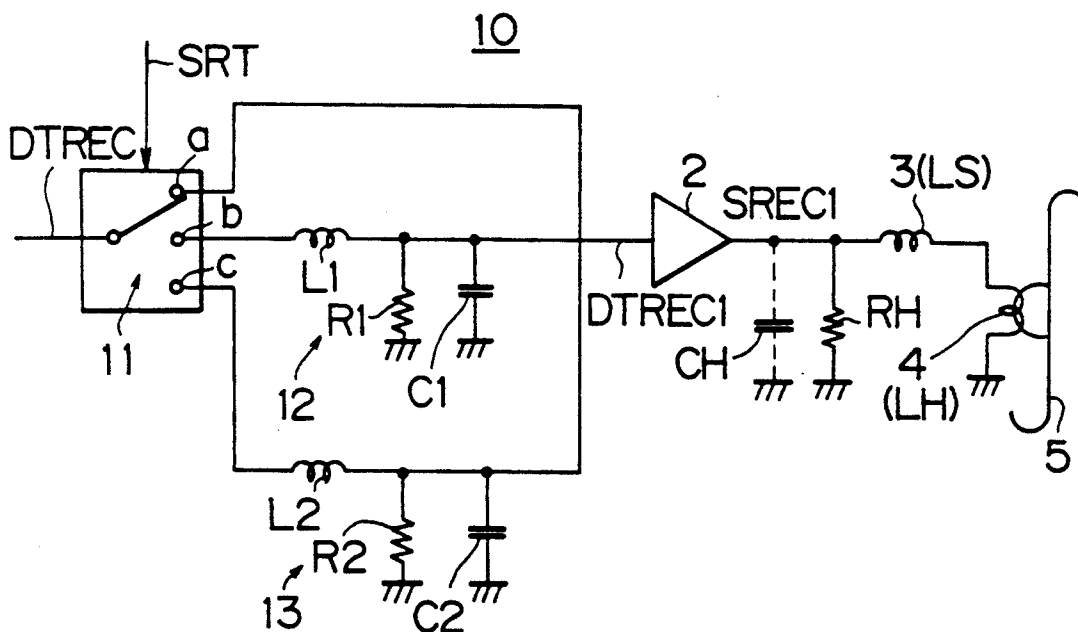 10
SRT
DTREC
a
b
c
11
L1
R1
12
C1
L2
R2
13
C2
2
SREC1
DTREC1
CH
RH
3(LS)
4
(LH)
5